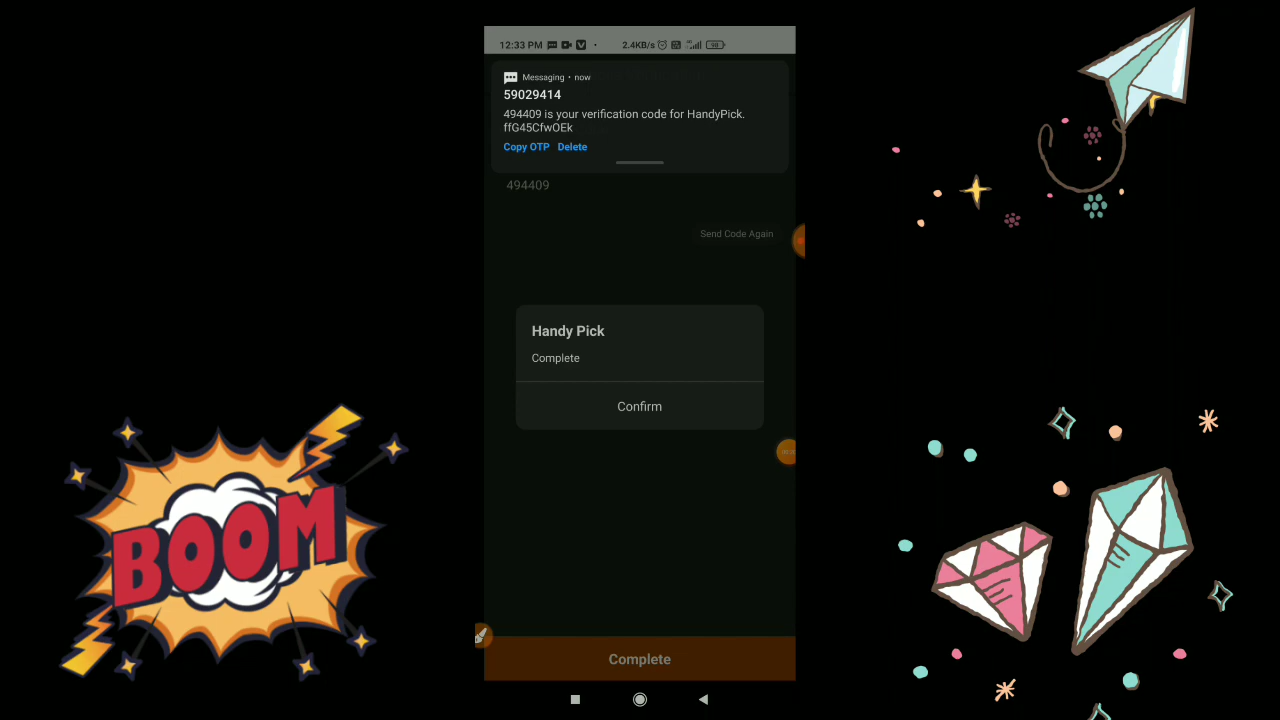 12:33 PM
2.4KB/s
90
Messaging • now
59029414
494409 is your verification code for HandyPick.
ffG45CfwOEk
Copy OTP Delete
494409
Send Code Again
Handy Pick
Complete
Confirm
Complete
BOOM